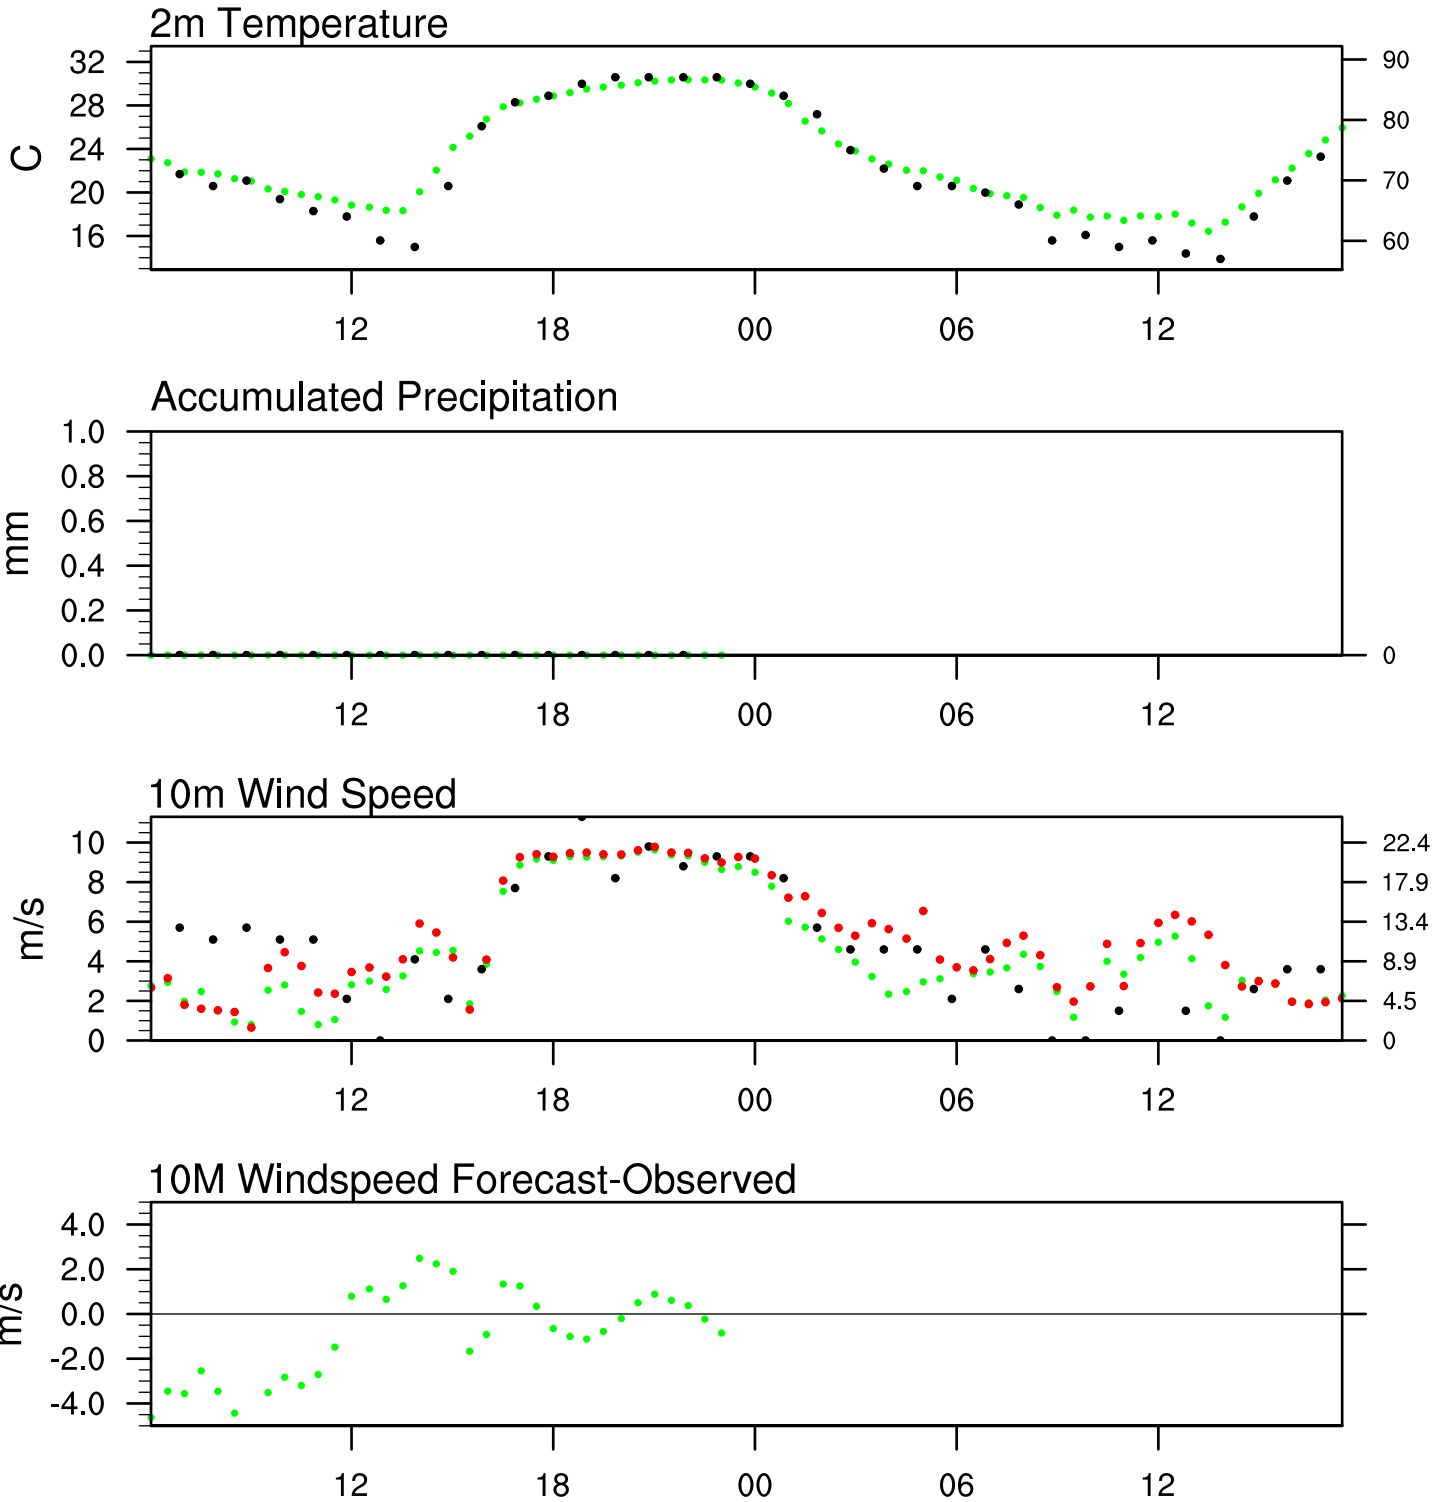 2m Temperature
32
28
24
20
16
C
90
80
70
60
12 18 00 06 12
Accumulated Precipitation
1.0
0.8
0.6
0.4
0.2
0.0
mm
0
12 18 00 06 12
10m Wind Speed
10
8
6
4
2
0
m/s
22.4
17.9
13.4
8.9
4.5
0
12 18 00 06 12
10M Windspeed Forecast-Observed
4.0
2.0
0.0
-2.0
-4.0
m/s
12 18 00 06 12